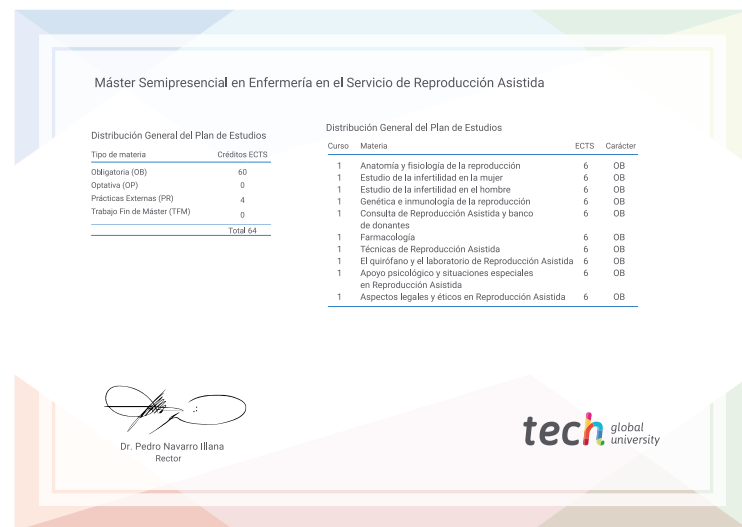 Máster Semipresencial en Enfermería en el Servicio de Reproducción Asistida
Distribución General del Plan de Estudios
Tipo de materia Créditos ECTS
Obligatoria (OB) 60
Optativa (OP) 0
Prácticas Externas (PR) 4
Trabajo Fin de Máster (TFM) 0
Total 64
Distribución General del Plan de Estudios
Curso Materia ECTS Carácter
1 Anatomía y fisiología de la reproducción 6 OB
1 Estudio de la infertilidad en la mujer 6 OB
1 Estudio de la infertilidad en el hombre 6 OB
1 Genética e inmunología de la reproducción 6 OB
1 Consulta de Reproducción Asistida y banco 6 OB
de donantes
1 Farmacología 6 OB
1 Técnicas de Reproducción Asistida 6 OB
1 El quirófano y el laboratorio de Reproducción Asistida 6 OB
1 Apoyo psicológico y situaciones especiales 6 OB
en Reproducción Asistida
1 Aspectos legales y éticos en Reproducción Asistida 6 OB
Dr. Pedro Navarro Illana
Rector
tech global
university